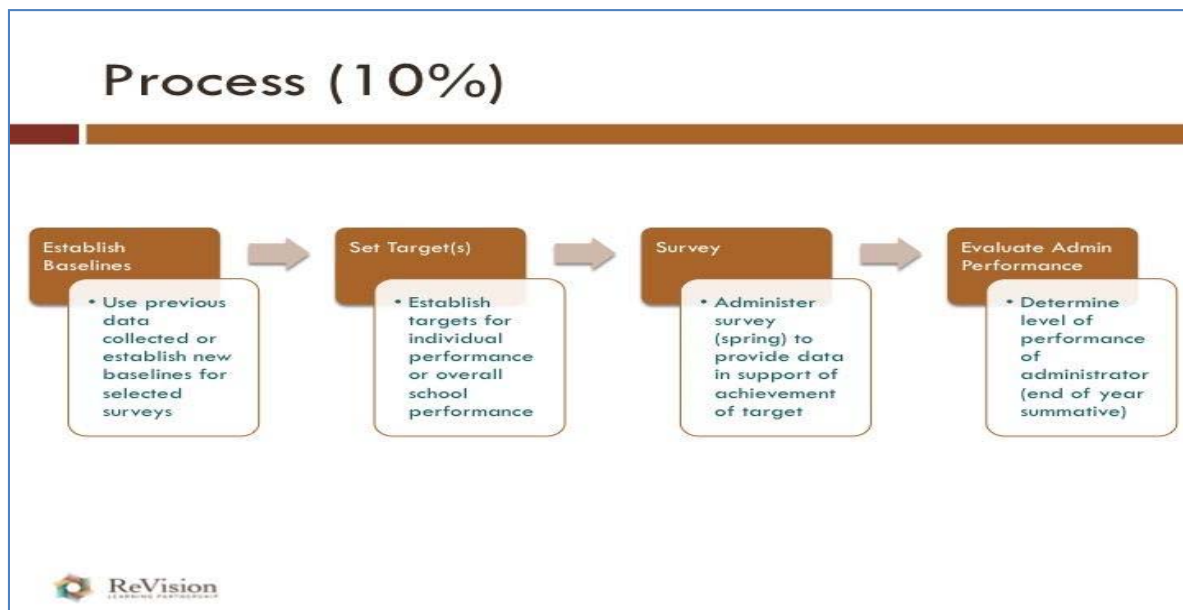 Process (10%)
Establish
Baselines
• Use previous
data
collected or
establish new
baselines for
selected
surveys
Set Target(s)
• Establish
targets for
individual
performance
or overall
school
performance
Survey
• Administer
survey
(spring) to
provide data
in support of
achievement
of target
Evaluate Admin
Performance
• Determine
level of
performance
of
administrator
(end of year
summative)
ReVision
LEARNING PARTNERSHIP